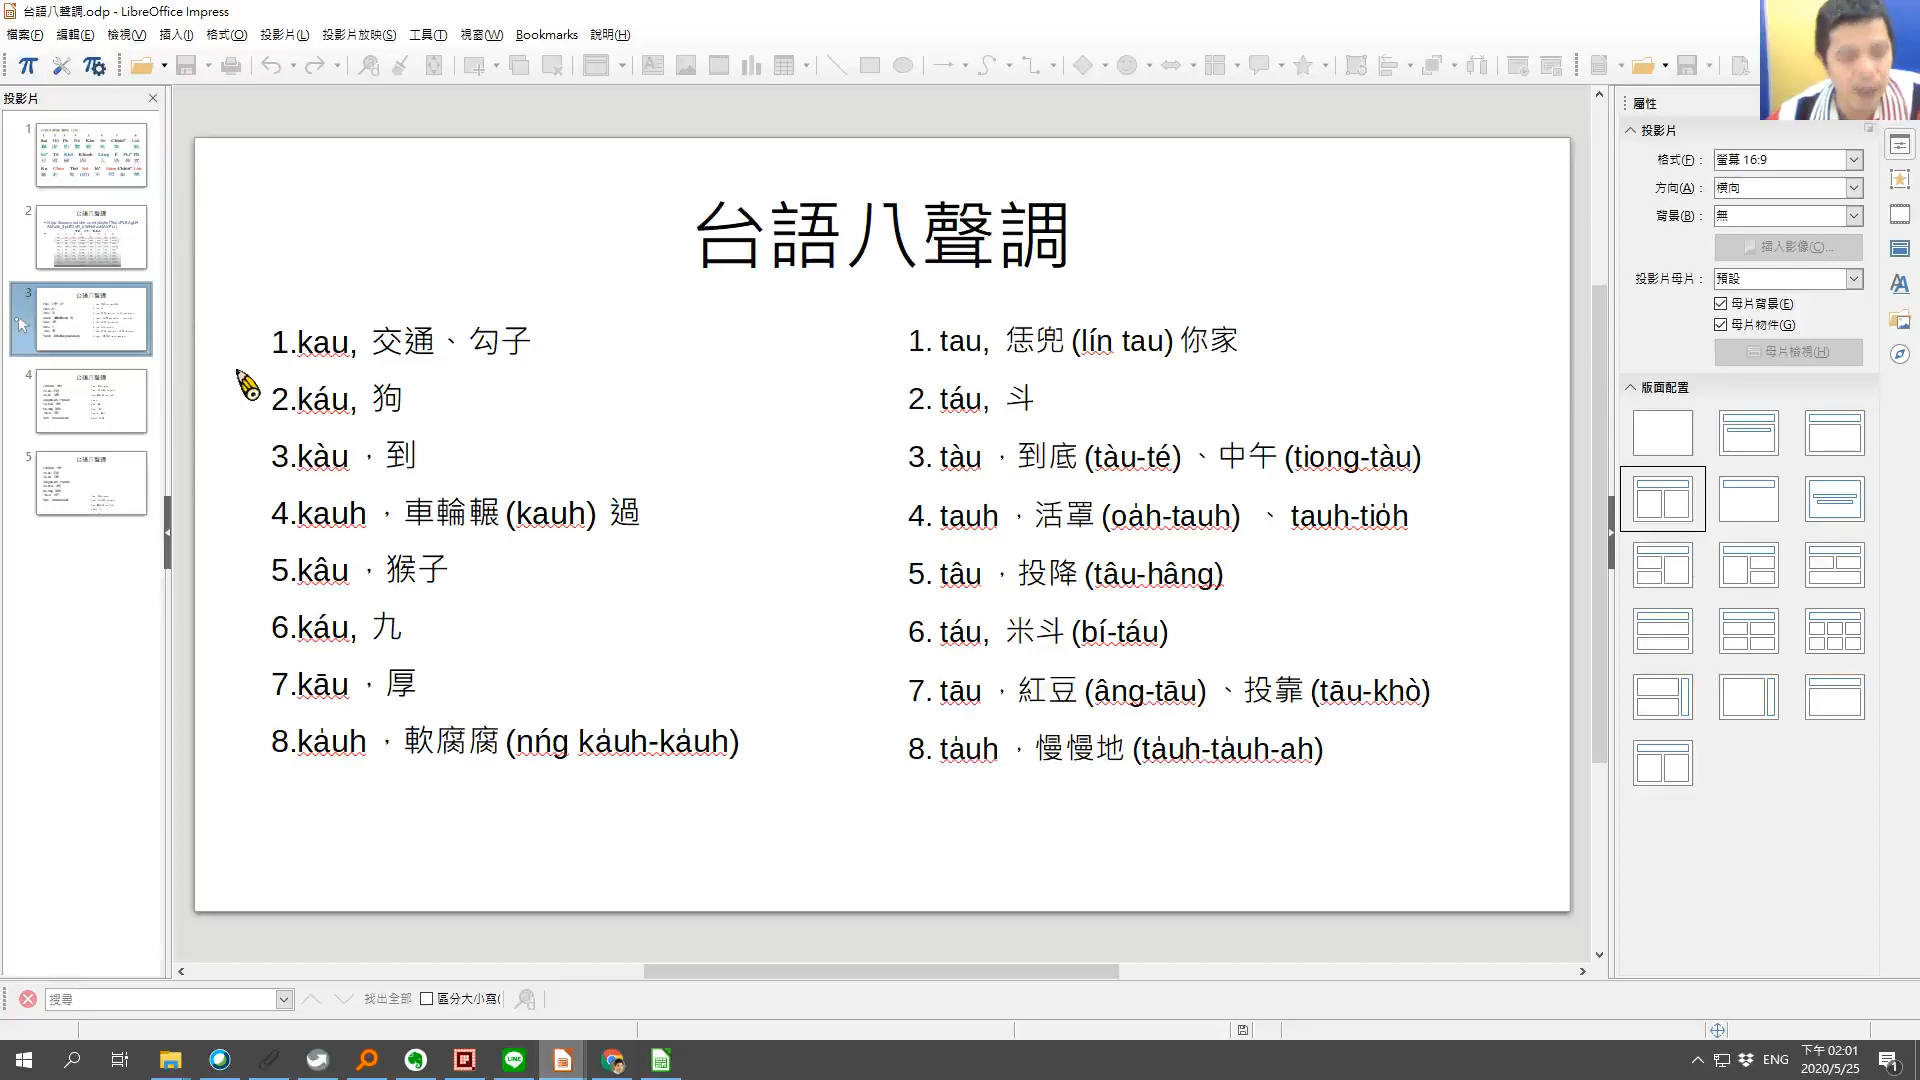 台語八聲調.odp - LibreOffice Impress
檔案(F) 編輯(E) 檢視(V) 插入(I) 格式(O) 投影片(L) 投影片放映(S) 工具(T) 視窗(W) Bookmarks 說明(H)
投影片
1
2
3
4
5
台語八聲調
1.kau, 交通、勾子
2.káu, 狗
3.kàu，到
4.kauh，車輪輾(kauh) 過
5.kâu，猴子
6.káu, 九
7.kāu，厚
8.ka̍uh，軟腐腐(nńg ka̍uh-ka̍uh)
1. tau, 恁兜(lín tau)你家
2. táu, 斗
3. tàu，到底(tàu-té)、中午(tiong-tàu)
4. tauh，活罩(oa̍h-tauh) 、 tauh-tio̍h
5. tâu，投降(tâu-hâng)
6. táu, 米斗(bí-táu)
7. tāu，紅豆(âng-tāu)、投靠(tāu-khò)
8. ta̍uh，慢慢地(ta̍uh-ta̍uh-ah)
屬性
投影片
格式(F)： 螢幕 16:9
方向(A)： 橫向
背景(B)： 無
插入影像(C)...
投影片母片： 預設
母片背景(E)
母片物件(G)
母片檢視(H)
版面配置
搜尋
找出全部
區分大小寫(
ENG
下午 02:01
2020/5/25
1